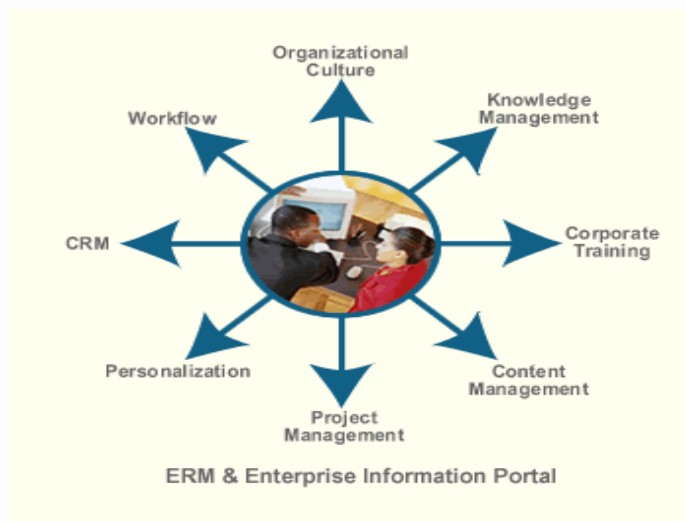 Organizational
Culture
Knowledge
Management
Workflow
Corporate
Training
CRM
Content
Management
Personalization
Project
Management
ERM & Enterprise Information Portal